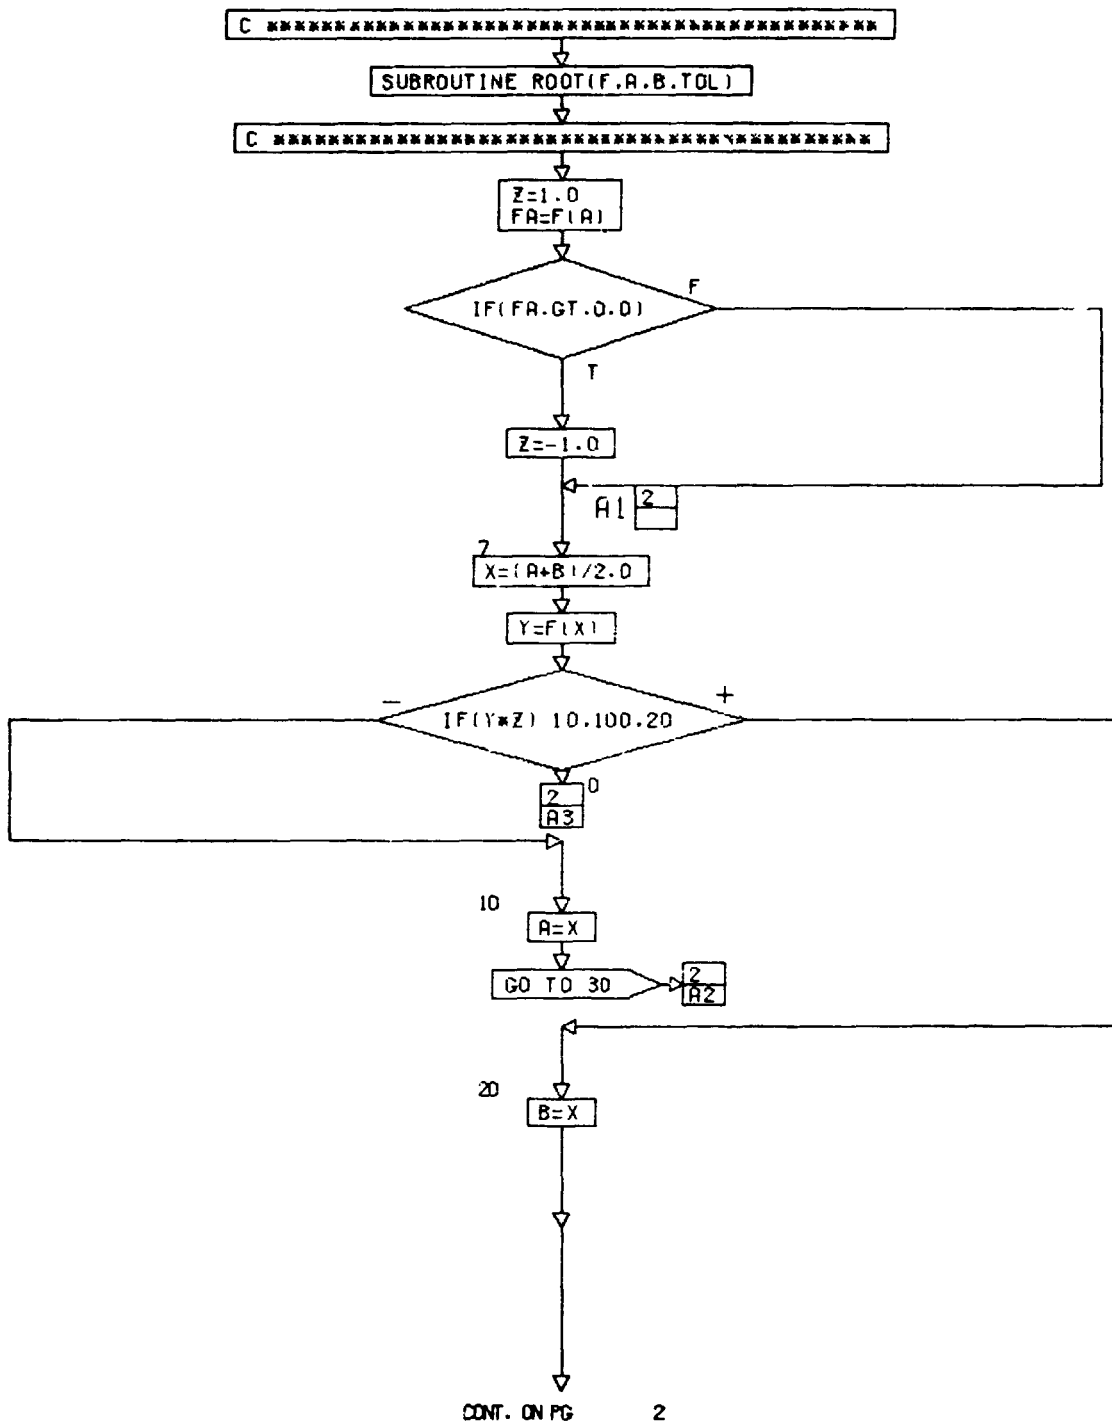 C *********************************************
SUBROUTINE ROOT(F,A,B,TOL)
C *********************************************
Z=1.0
FA=F(A)
F
IF(FA.GT.0.0)
T
Z=-1.0
A1 2
7
X=(A+B)/2.0
Y=F(X)
- +
IF(Y*Z) 10,100,20
0
2
A3
10
A=X
GO TO 30
2
A2
20
B=X
CONT. ON PG 2